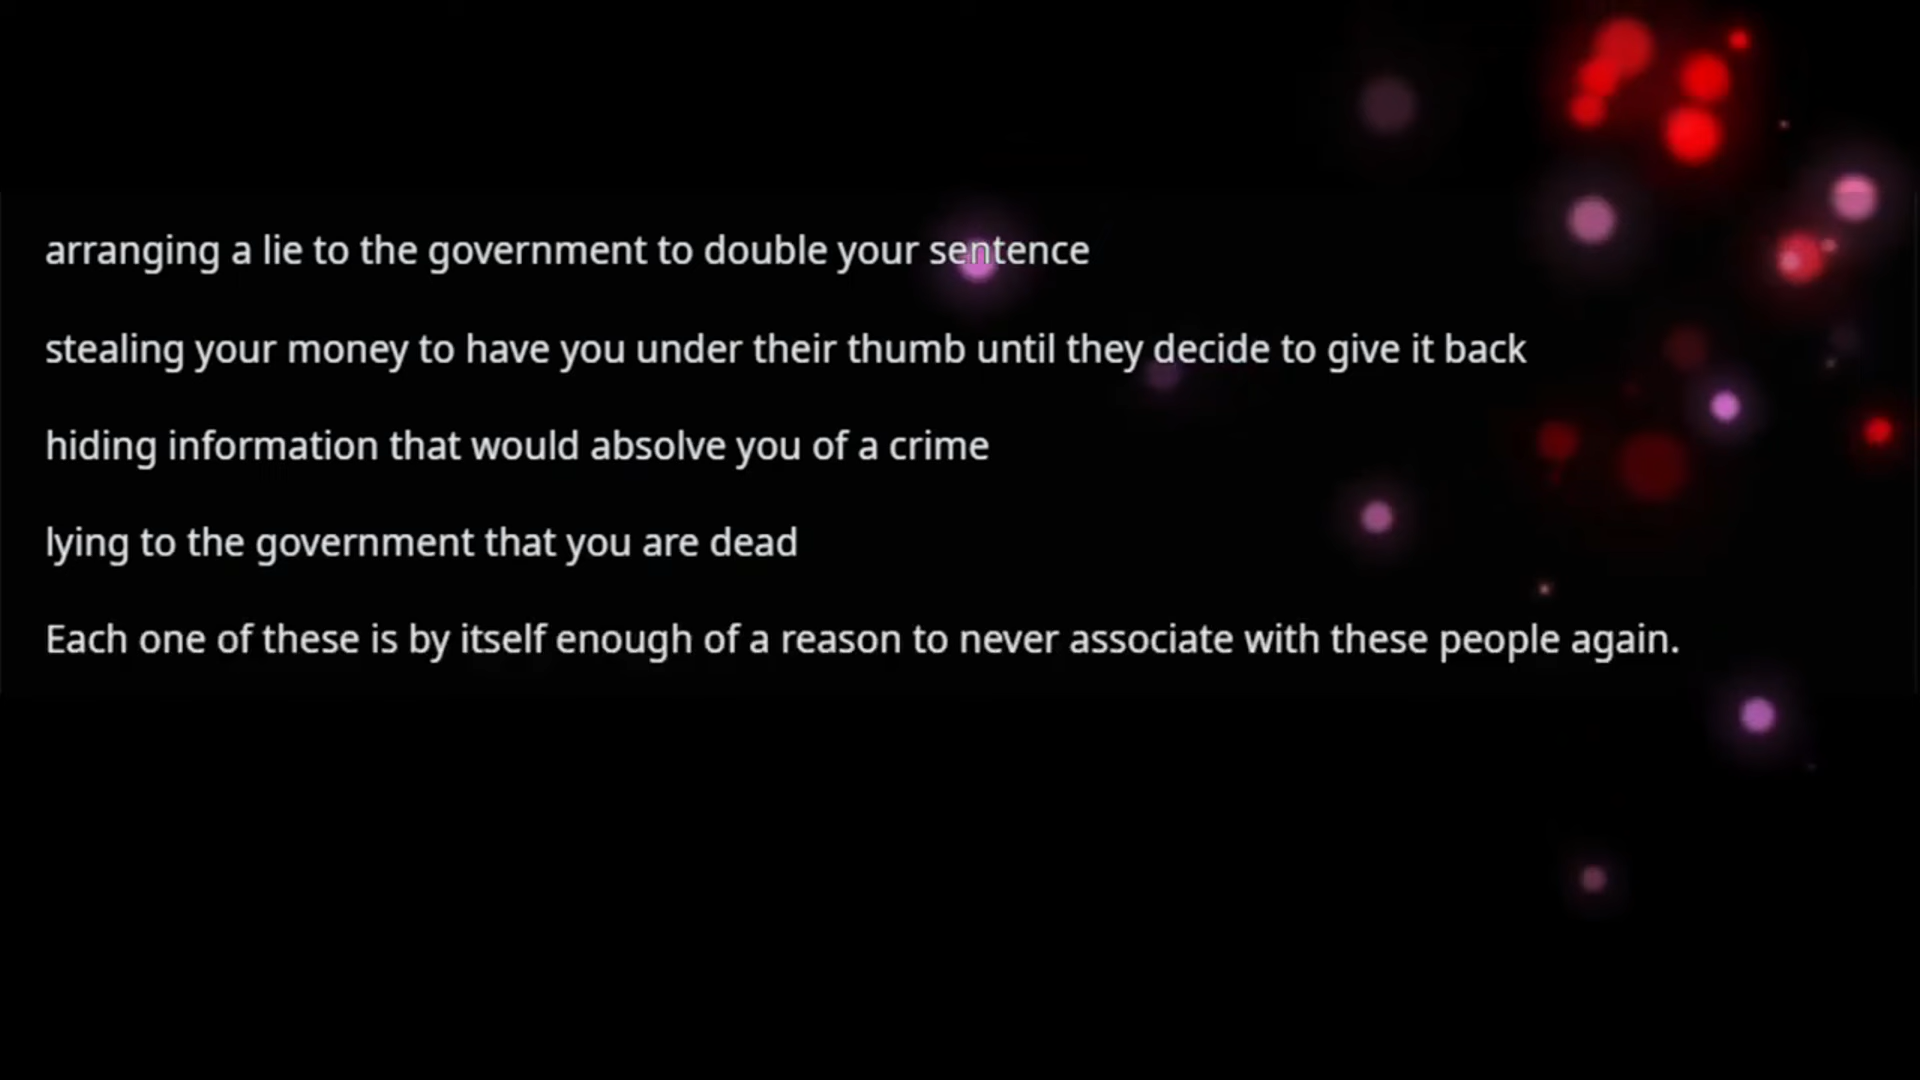 arranging a lie to the government to double your sentence
stealing your money to have you under their thumb until they decide to give it back
hiding information that would absolve you of a crime
lying to the government that you are dead
Each one of these is by itself enough of a reason to never associate with these people again.